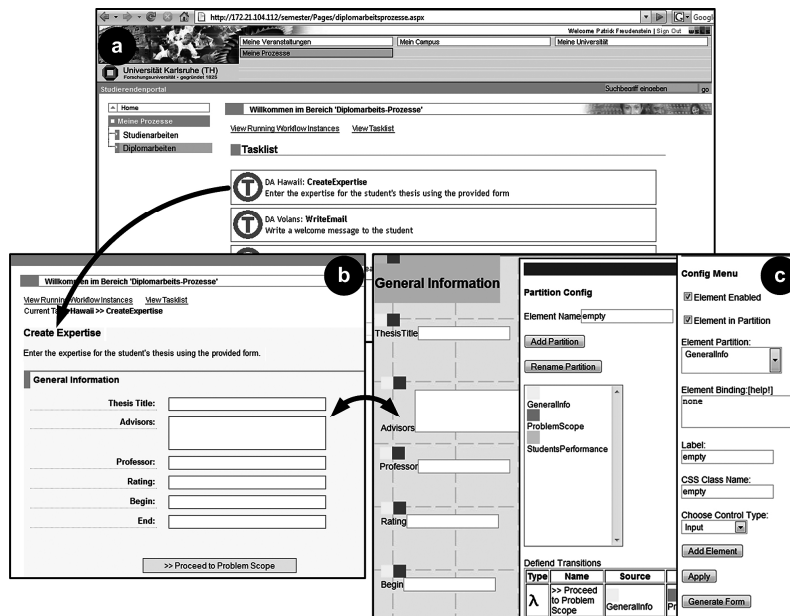 a
http://172.21.104.112/semester/Pages/diplomarbeitsprozesse.aspx
Googl
Welcome Patrick Freudenstein | Sign Out
Meine Veranstaltungen
Mein Campus
Meine Universität
Meine Prozesse
Universität Karlsruhe (TH)
Forschungsuniversität - gegründet 1825
Studierendenportal
Suchbegriff eingeben
go
Home
Meine Prozesse
Studienarbeiten
Diplomarbeiten
Willkommen im Bereich 'Diplomarbeits-Prozesse'
View Running Workflow Instances View Tasklist
Tasklist
T
DA Hawaii: CreateExpertise
Enter the expertise for the student's thesis using the provided form
T
DA Volans: WriteEmail
Write a welcome message to the student
b
Willkommen im Bereich 'Diplomarbeits-Prozesse'
View Running Workflow Instances View Tasklist
Hawaii >> CreateExpertise
Create Expertise
Enter the expertise for the student's thesis using the provided form.
General Information
Thesis Title:
Advisors:
Professor:
Rating:
Begin:
End:
>> Proceed to Problem Scope
General Information
ThesisTitle
Advisors
Professor
Rating
Begin
Partition Config
Element Name empty
Add Partition
Rename Partition
GeneralInfo
ProblemScope
StudentsPerformance
Defiend Transitions
Type Name Source
λ
>> Proceed
to Problem
Scope
GeneralInfo
Pr
c
Config Menu
Element Enabled
Element in Partition
Element Partition:
GeneralInfo
Element Binding:[help!]
none
Label:
empty
CSS Class Name:
empty
Choose Control Type:
Input
Add Element
Apply
Generate Form